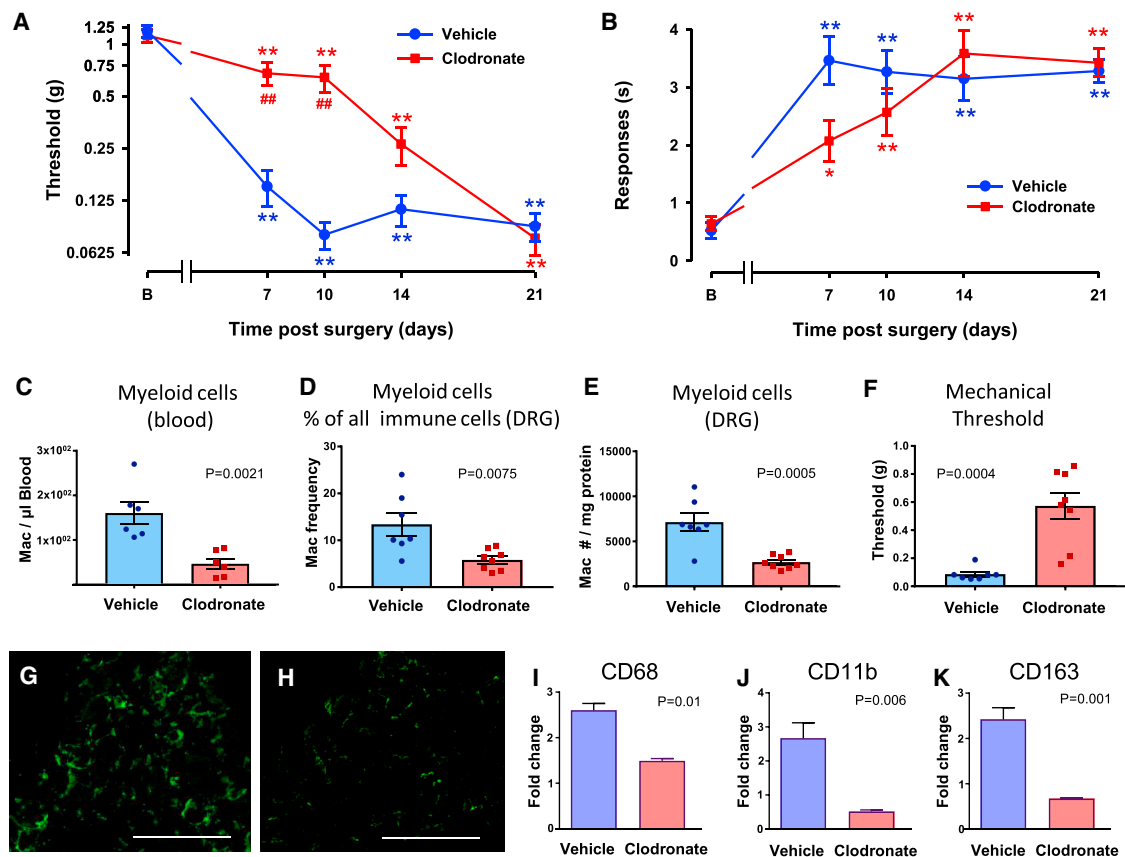 A
Threshold (g)
1.25
1
0.75
0.5
0.25
0.125
0.0625
Vehicle
Clodronate
**
**
**
##
##
**
**
**
**
**
B
7
10
14
21
Time post surgery (days)
B
Responses (s)
4
3
2
1
0
**
**
**
**
*
**
**
**
Vehicle
Clodronate
B
7
10
14
21
Time post surgery (days)
C
Myeloid cells
(blood)
Mac / µl Blood
3x10⁰²
2x10⁰²
1x10⁰²
P=0.0021
Vehicle
Clodronate
D
Myeloid cells
% of all immune cells (DRG)
Mac frequency
30
20
10
0
P=0.0075
Vehicle
Clodronate
E
Myeloid cells
(DRG)
Mac # / mg protein
15000
10000
5000
0
P=0.0005
Vehicle
Clodronate
F
Mechanical
Threshold
Threshold (g)
1.0
0.8
0.6
0.4
0.2
0.0
P=0.0004
Vehicle
Clodronate
G
H
I
CD68
Fold change
3
2
1
0
P=0.01
Vehicle
Clodronate
J
CD11b
Fold change
4
3
2
1
0
P=0.006
Vehicle
Clodronate
K
CD163
Fold change
3
2
1
0
P=0.001
Vehicle
Clodronate